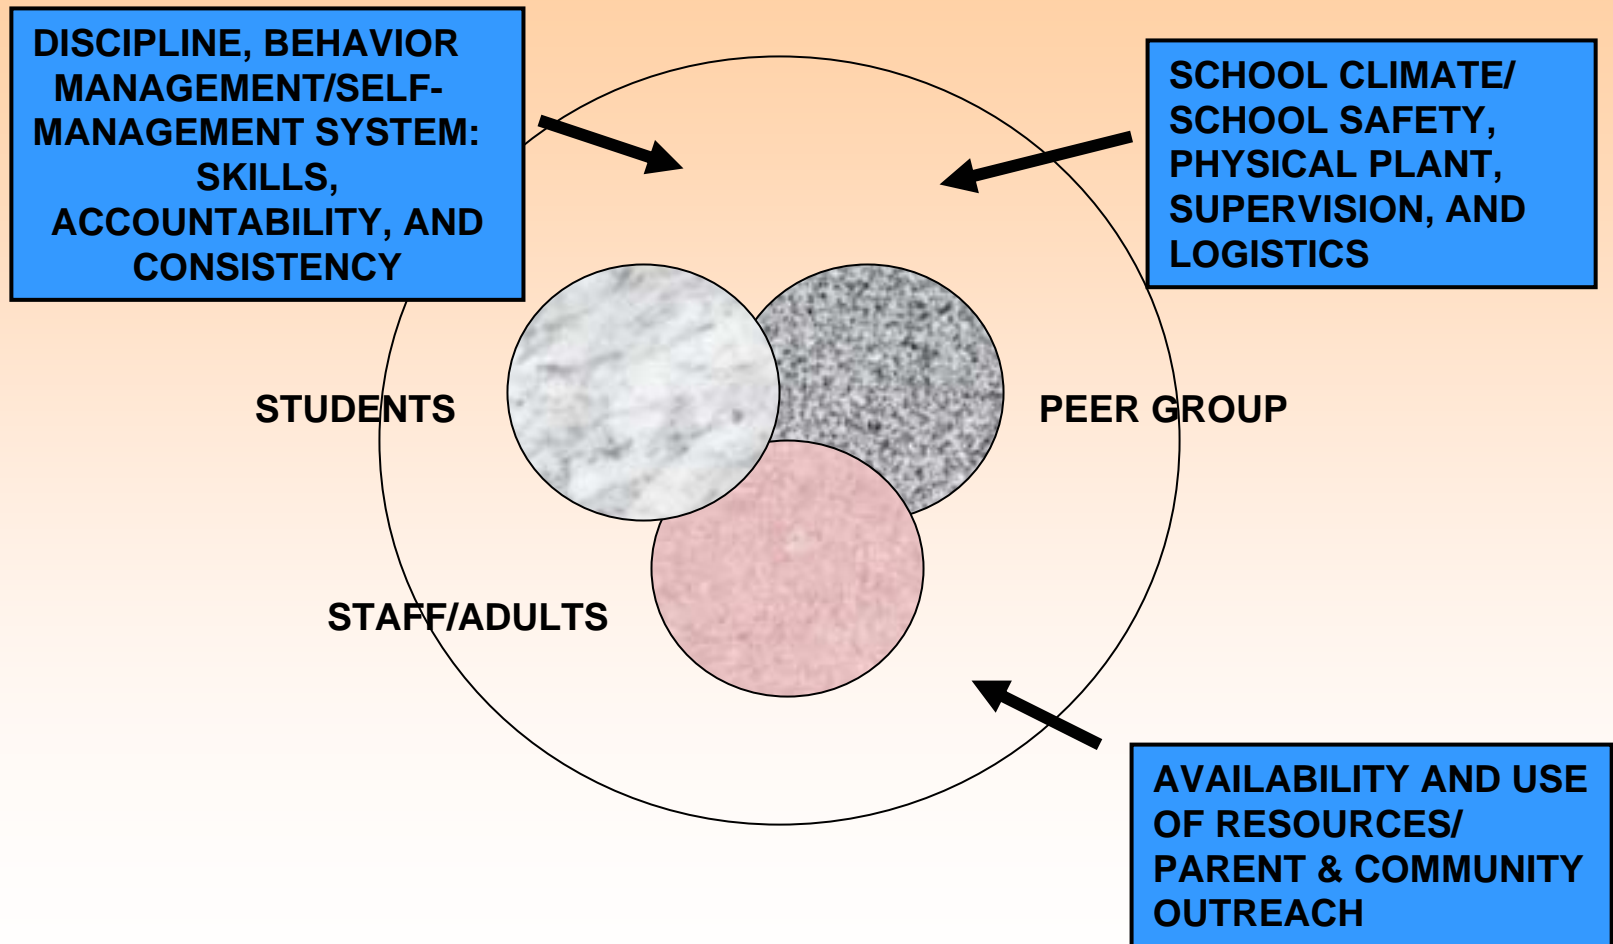 DISCIPLINE, BEHAVIOR
MANAGEMENT/SELF-
MANAGEMENT SYSTEM:
SKILLS,
ACCOUNTABILITY, AND
CONSISTENCY
SCHOOL CLIMATE/
SCHOOL SAFETY,
PHYSICAL PLANT,
SUPERVISION, AND
LOGISTICS
STUDENTS
PEER GROUP
STAFF/ADULTS
AVAILABILITY AND USE
OF RESOURCES/
PARENT & COMMUNITY
OUTREACH